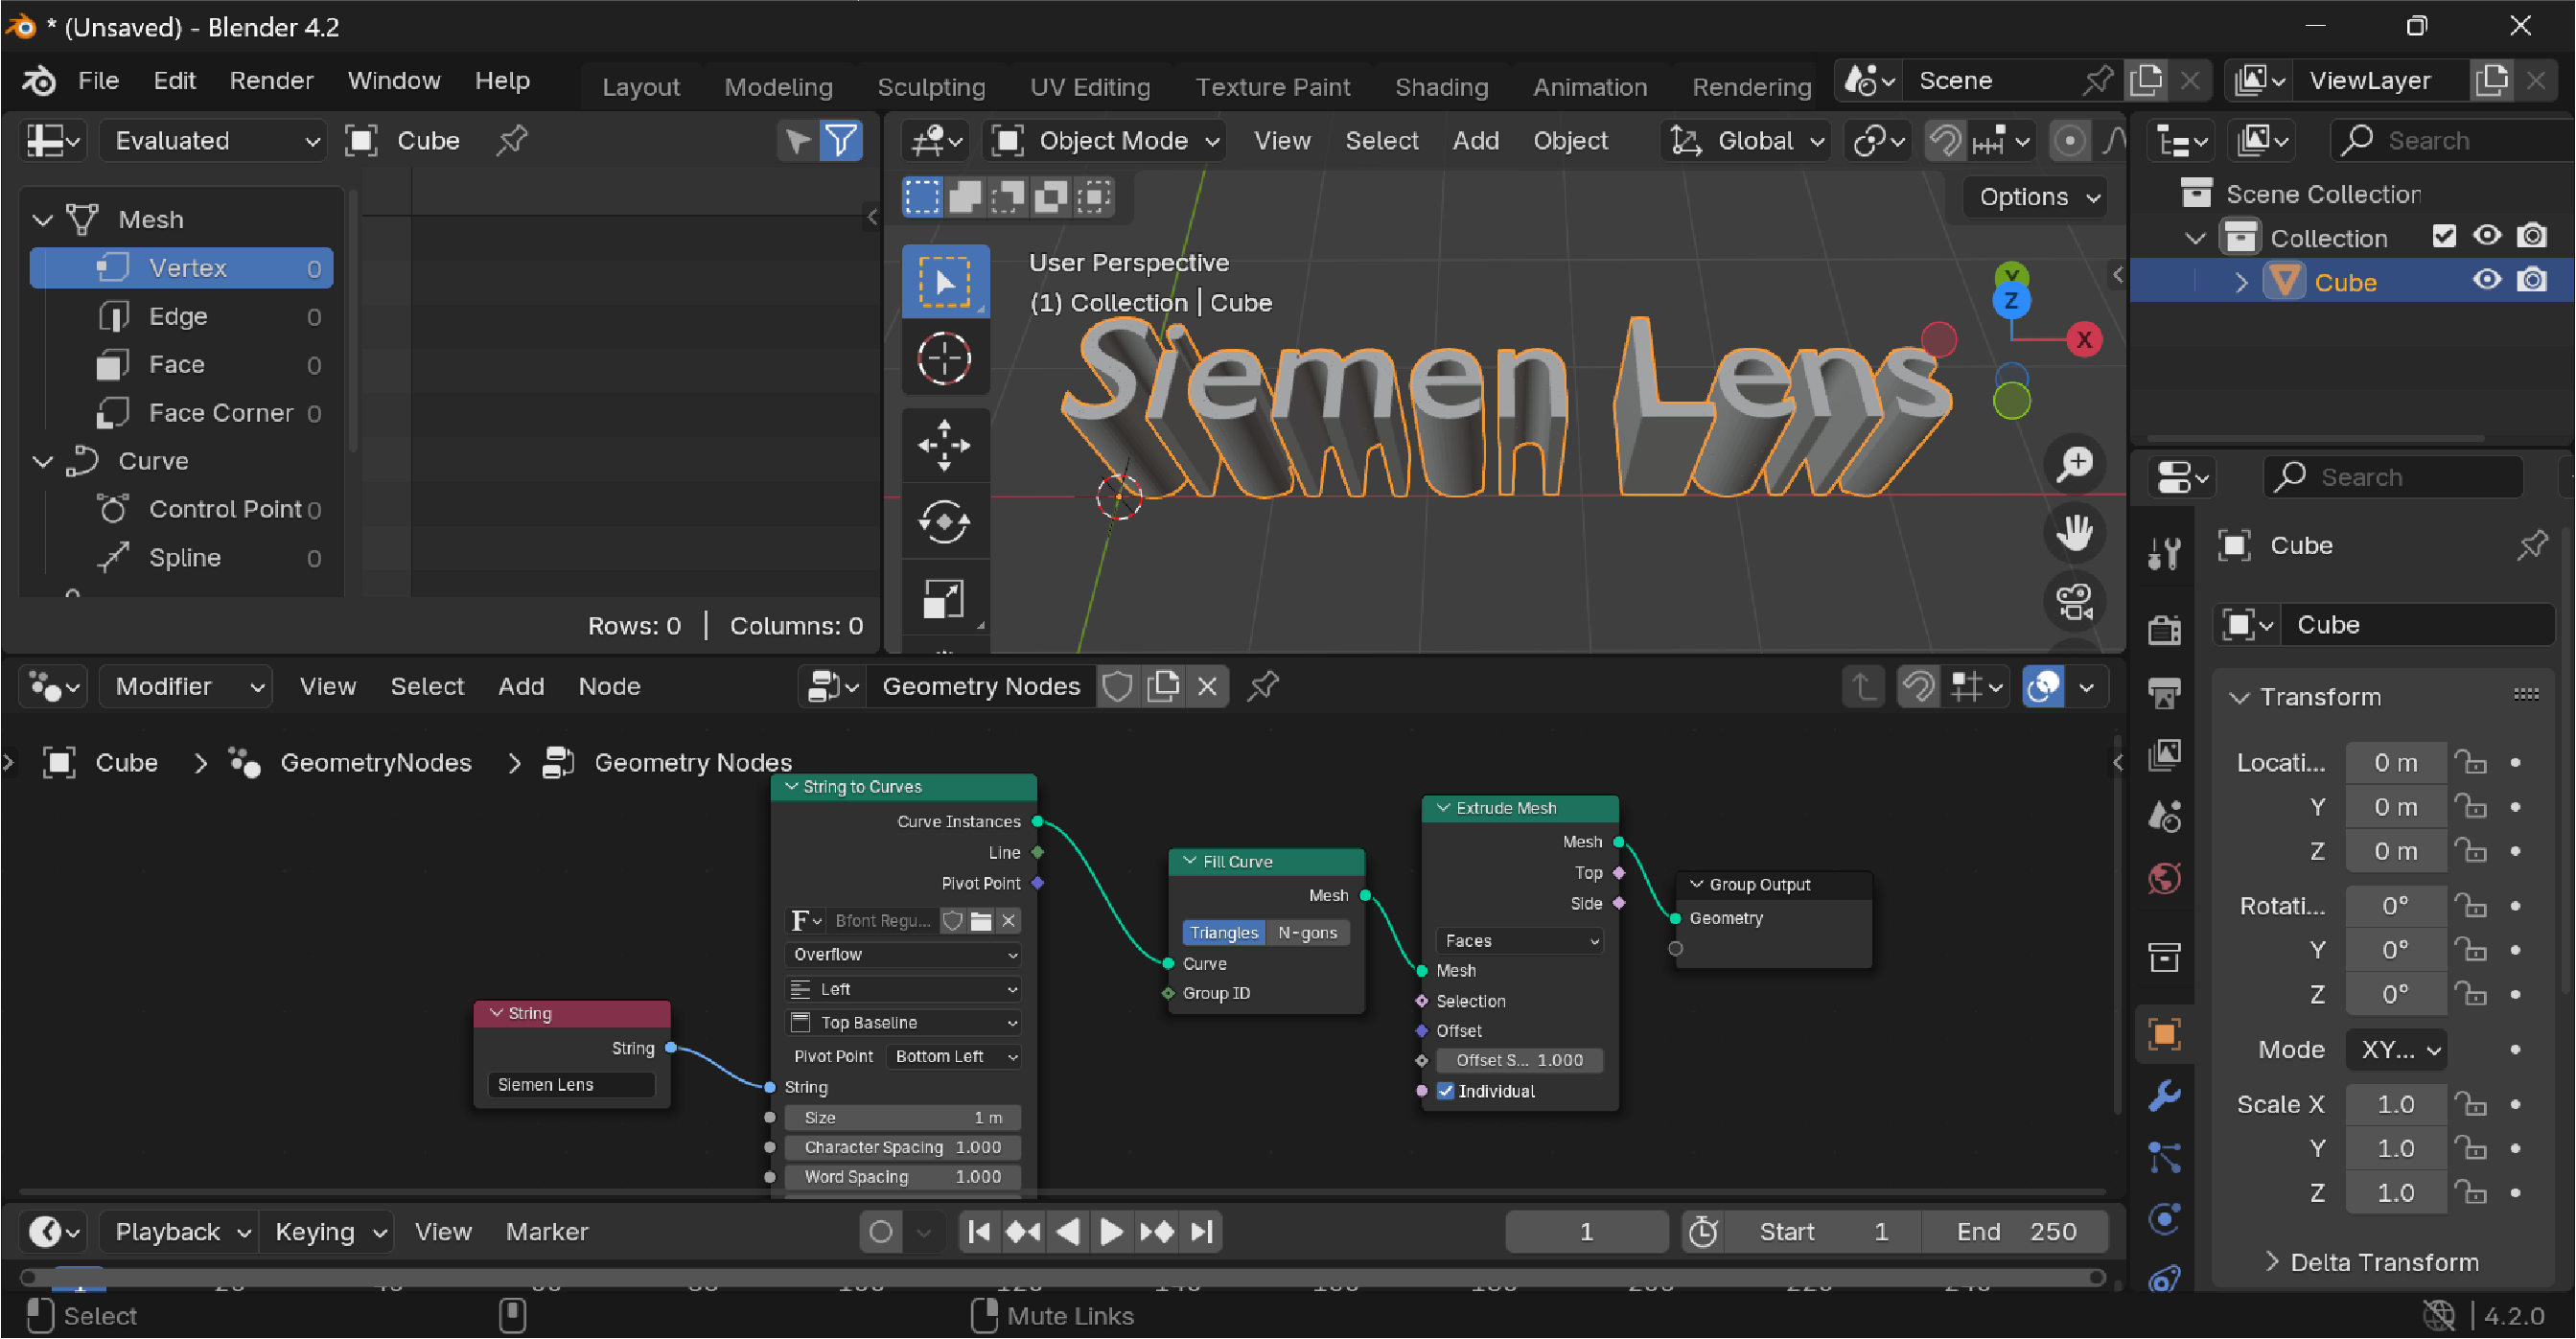 * (Unsaved) - Blender 4.2
File Edit Render Window Help Layout Modeling Sculpting UV Editing Texture Paint Shading Animation Rendering Scene ViewLayer
Evaluated Cube
Mesh
Vertex 0
Edge 0
Face 0
Face Corner 0
Curve
Control Point 0
Spline 0
Rows: 0 | Columns: 0
Object Mode View Select Add Object Global
Options
User Perspective
(1) Collection | Cube
Siemen Lens
Y
Z
X
Search
Scene Collection
Collection
Cube
Search
Cube
Cube
Transform
Locati... 0 m
Y 0 m
Z 0 m
Rotati... 0°
Y 0°
Z 0°
Mode XY...
Scale X 1.0
Y 1.0
Z 1.0
Delta Transform
Modifier View Select Add Node Geometry Nodes
Cube > GeometryNodes > Geometry Nodes
String
String
Siemen Lens
String to Curves
Curve Instances
Line
Pivot Point
F Bfont Regu...
Overflow
Left
Top Baseline
Pivot Point Bottom Left
String
Size 1 m
Character Spacing 1.000
Word Spacing 1.000
Fill Curve
Mesh
Triangles N-gons
Curve
Group ID
Extrude Mesh
Mesh
Top
Side
Faces
Mesh
Selection
Offset
Offset S... 1.000
Individual
Group Output
Geometry
Playback Keying View Marker 1 Start 1 End 250
Select Mute Links 4.2.0